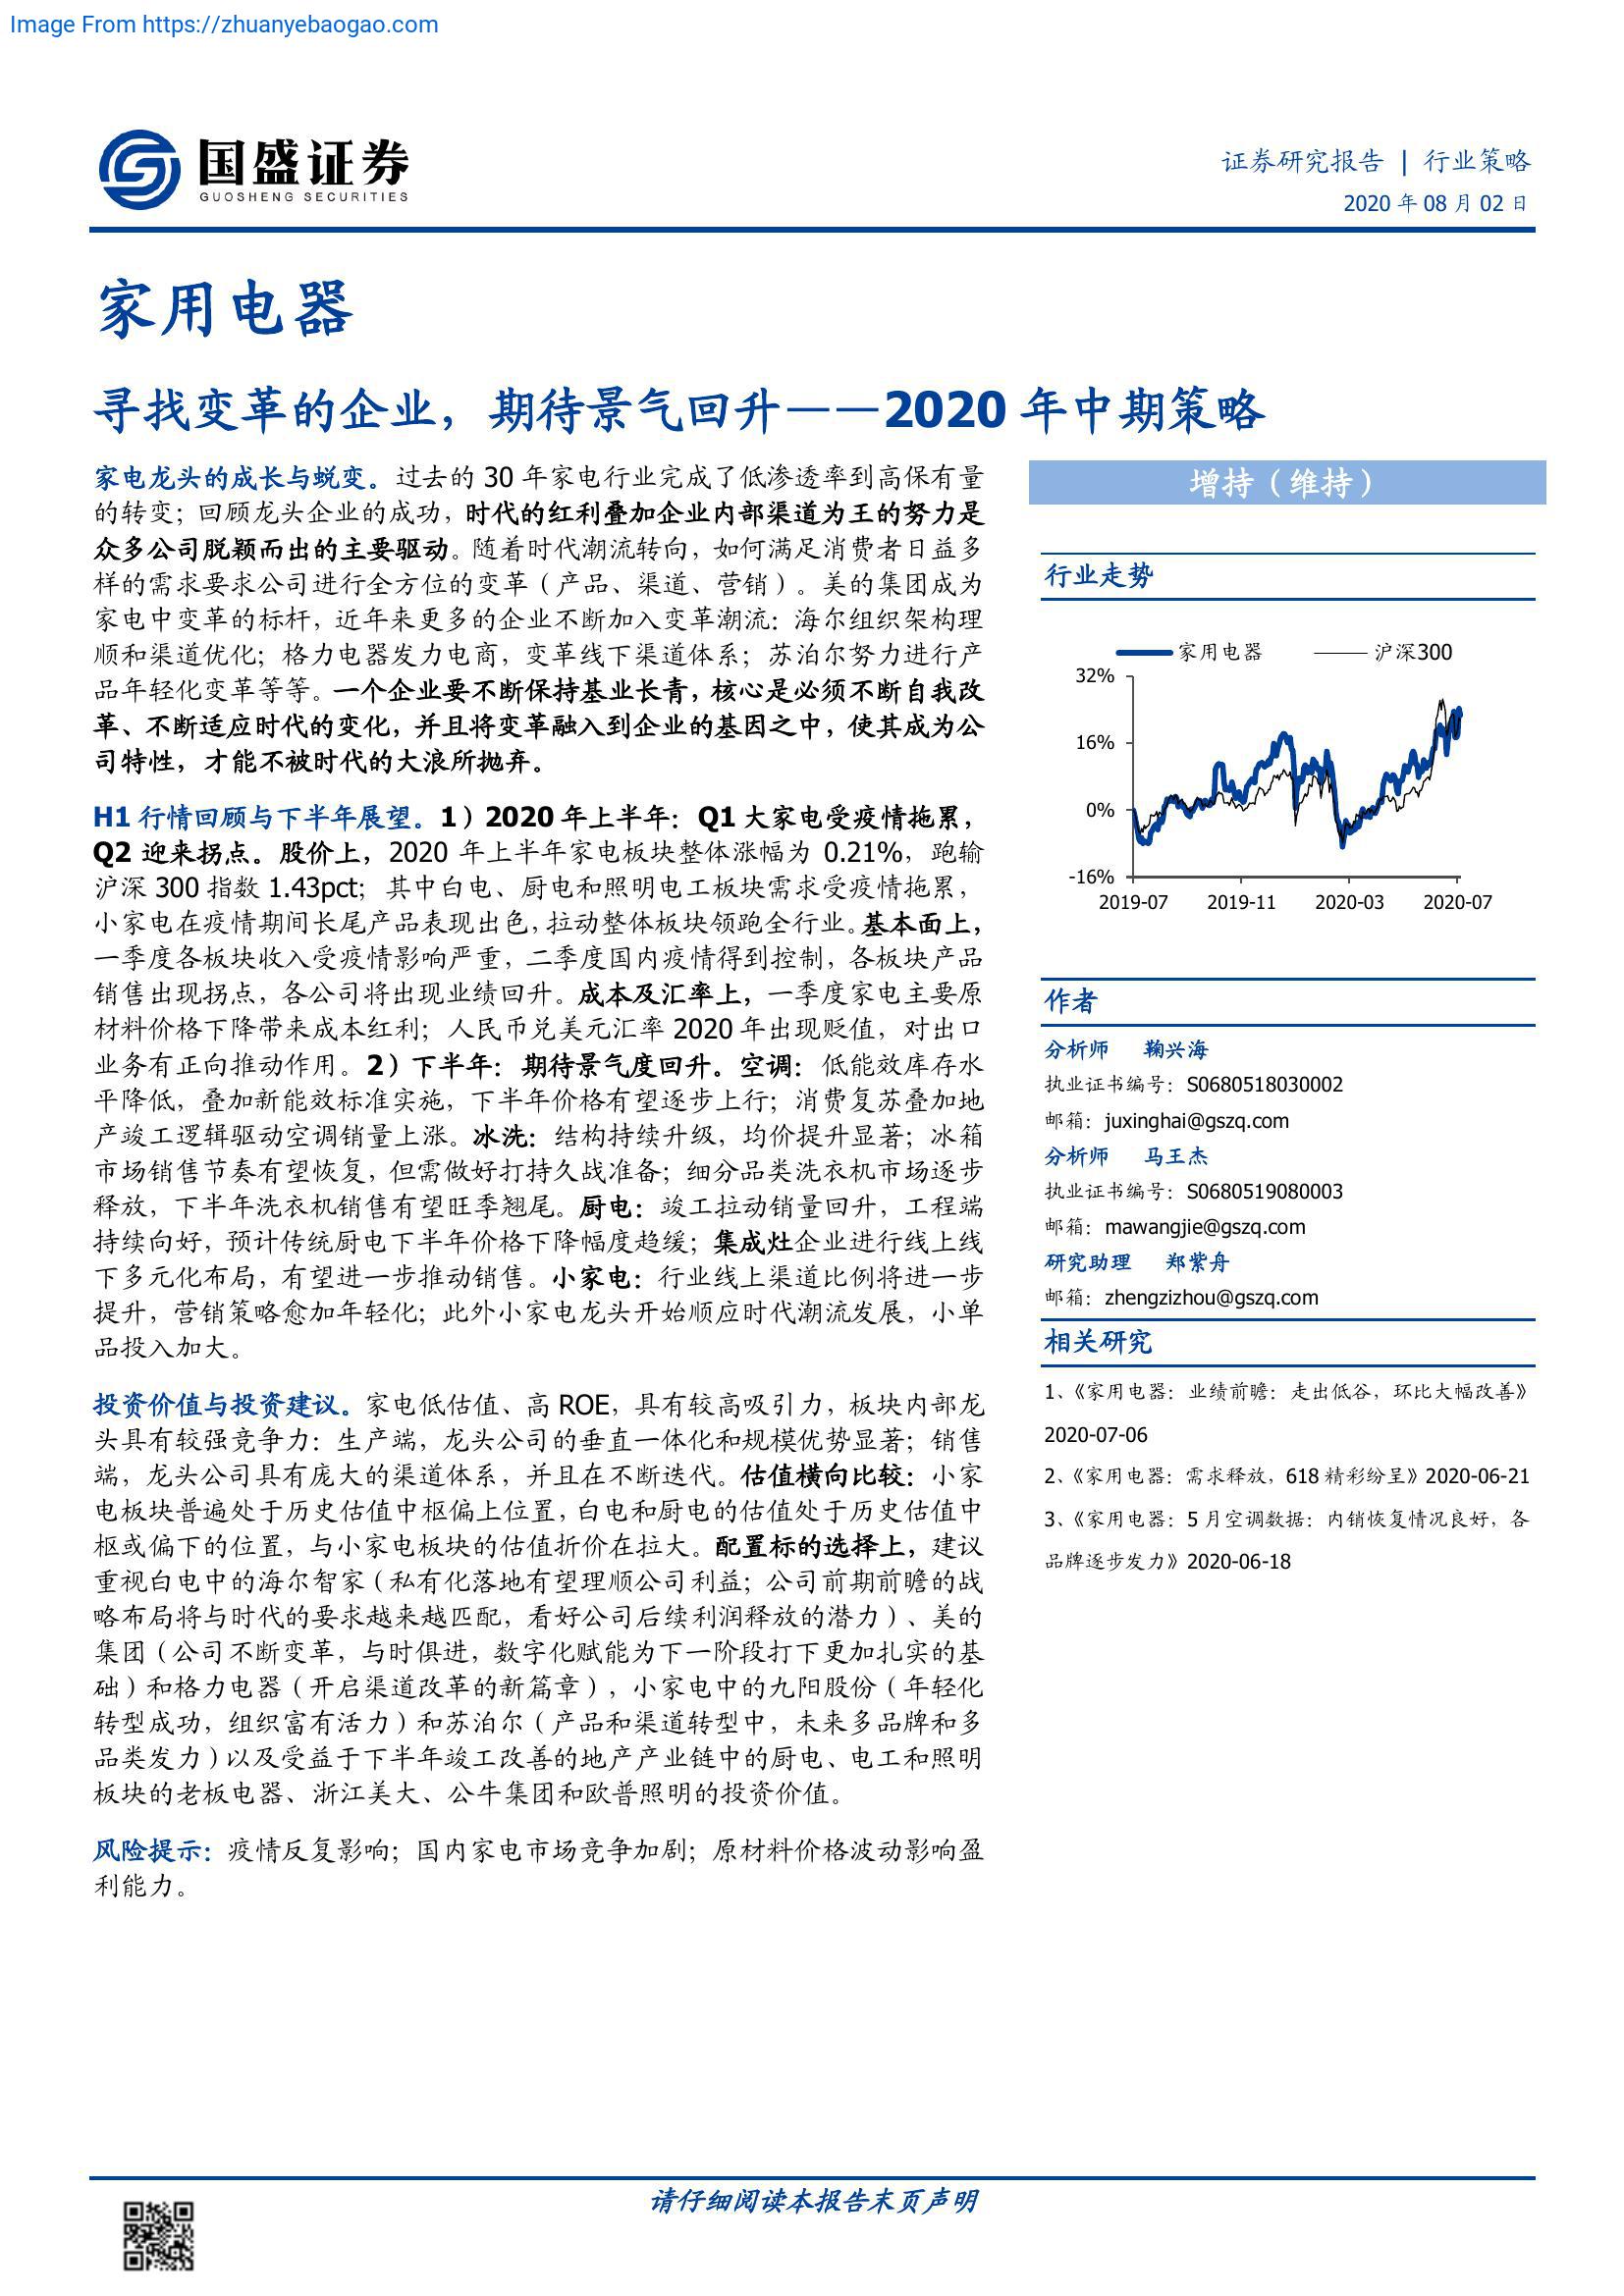 Image From https://zhuanyebaogao.com
国盛证券
GUOSHENG SECURITIES
证券研究报告 | 行业策略
2020 年 08 月 02 日
家用电器
寻找变革的企业，期待景气回升——2020 年中期策略
家电龙头的成长与蜕变。过去的 30 年家电行业完成了低渗透率到高保有量
的转变；回顾龙头企业的成功，时代的红利叠加企业内部渠道为王的努力是
众多公司脱颖而出的主要驱动。随着时代潮流转向，如何满足消费者日益多
样的需求要求公司进行全方位的变革（产品、渠道、营销）。美的集团成为
家电中变革的标杆，近年来更多的企业不断加入变革潮流：海尔组织架构理
顺和渠道优化；格力电器发力电商，变革线下渠道体系；苏泊尔努力进行产
品年轻化变革等等。一个企业要不断保持基业长青，核心是必须不断自我改
革、不断适应时代的变化，并且将变革融入到企业的基因之中，使其成为公
司特性，才能不被时代的大浪所抛弃。
H1 行情回顾与下半年展望。1）2020 年上半年：Q1 大家电受疫情拖累，
Q2 迎来拐点。股价上，2020 年上半年家电板块整体涨幅为 0.21%，跑输
沪深 300 指数 1.43pct；其中白电、厨电和照明电工板块需求受疫情拖累，
小家电在疫情期间长尾产品表现出色，拉动整体板块领跑全行业。基本面上，
一季度各板块收入受疫情影响严重，二季度国内疫情得到控制，各板块产品
销售出现拐点，各公司将出现业绩回升。成本及汇率上，一季度家电主要原
材料价格下降带来成本红利；人民币兑美元汇率 2020 年出现贬值，对出口
业务有正向推动作用。2）下半年：期待景气度回升。空调：低能效库存水
平降低，叠加新能效标准实施，下半年价格有望逐步上行；消费复苏叠加地
产竣工逻辑驱动空调销量上涨。冰洗：结构持续升级，均价提升显著；冰箱
市场销售节奏有望恢复，但需做好打持久战准备；细分品类洗衣机市场逐步
释放，下半年洗衣机销售有望旺季翘尾。厨电：竣工拉动销量回升，工程端
持续向好，预计传统厨电下半年价格下降幅度趋缓；集成灶企业进行线上线
下多元化布局，有望进一步推动销售。小家电：行业线上渠道比例将进一步
提升，营销策略愈加年轻化；此外小家电龙头开始顺应时代潮流发展，小单
品投入加大。
投资价值与投资建议。家电低估值、高 ROE，具有较高吸引力，板块内部龙
头具有较强竞争力：生产端，龙头公司的垂直一体化和规模优势显著；销售
端，龙头公司具有庞大的渠道体系，并且在不断迭代。估值横向比较：小家
电板块普遍处于历史估值中枢偏上位置，白电和厨电的估值处于历史估值中
枢或偏下的位置，与小家电板块的估值折价在拉大。配置标的选择上，建议
重视白电中的海尔智家（私有化落地有望理顺公司利益；公司前期前瞻的战
略布局将与时代的要求越来越匹配，看好公司后续利润释放的潜力）、美的
集团（公司不断变革，与时俱进，数字化赋能为下一阶段打下更加扎实的基
础）和格力电器（开启渠道改革的新篇章），小家电中的九阳股份（年轻化
转型成功，组织富有活力）和苏泊尔（产品和渠道转型中，未来多品牌和多
品类发力）以及受益于下半年竣工改善的地产产业链中的厨电、电工和照明
板块的老板电器、浙江美大、公牛集团和欧普照明的投资价值。
风险提示：疫情反复影响；国内家电市场竞争加剧；原材料价格波动影响盈
利能力。
增持（维持）
行业走势
家用电器 沪深300
32%
16%
0%
-16%
2019-07 2019-11 2020-03 2020-07
作者
分析师 鞠兴海
执业证书编号：S0680518030002
邮箱：juxinghai@gszq.com
分析师 马王杰
执业证书编号：S0680519080003
邮箱：mawangjie@gszq.com
研究助理 郑紫舟
邮箱：zhengzizhou@gszq.com
相关研究
1、《家用电器：业绩前瞻：走出低谷，环比大幅改善》
2020-07-06
2、《家用电器：需求释放，618 精彩纷呈》2020-06-21
3、《家用电器：5 月空调数据：内销恢复情况良好，各
品牌逐步发力》2020-06-18
请仔细阅读本报告末页声明